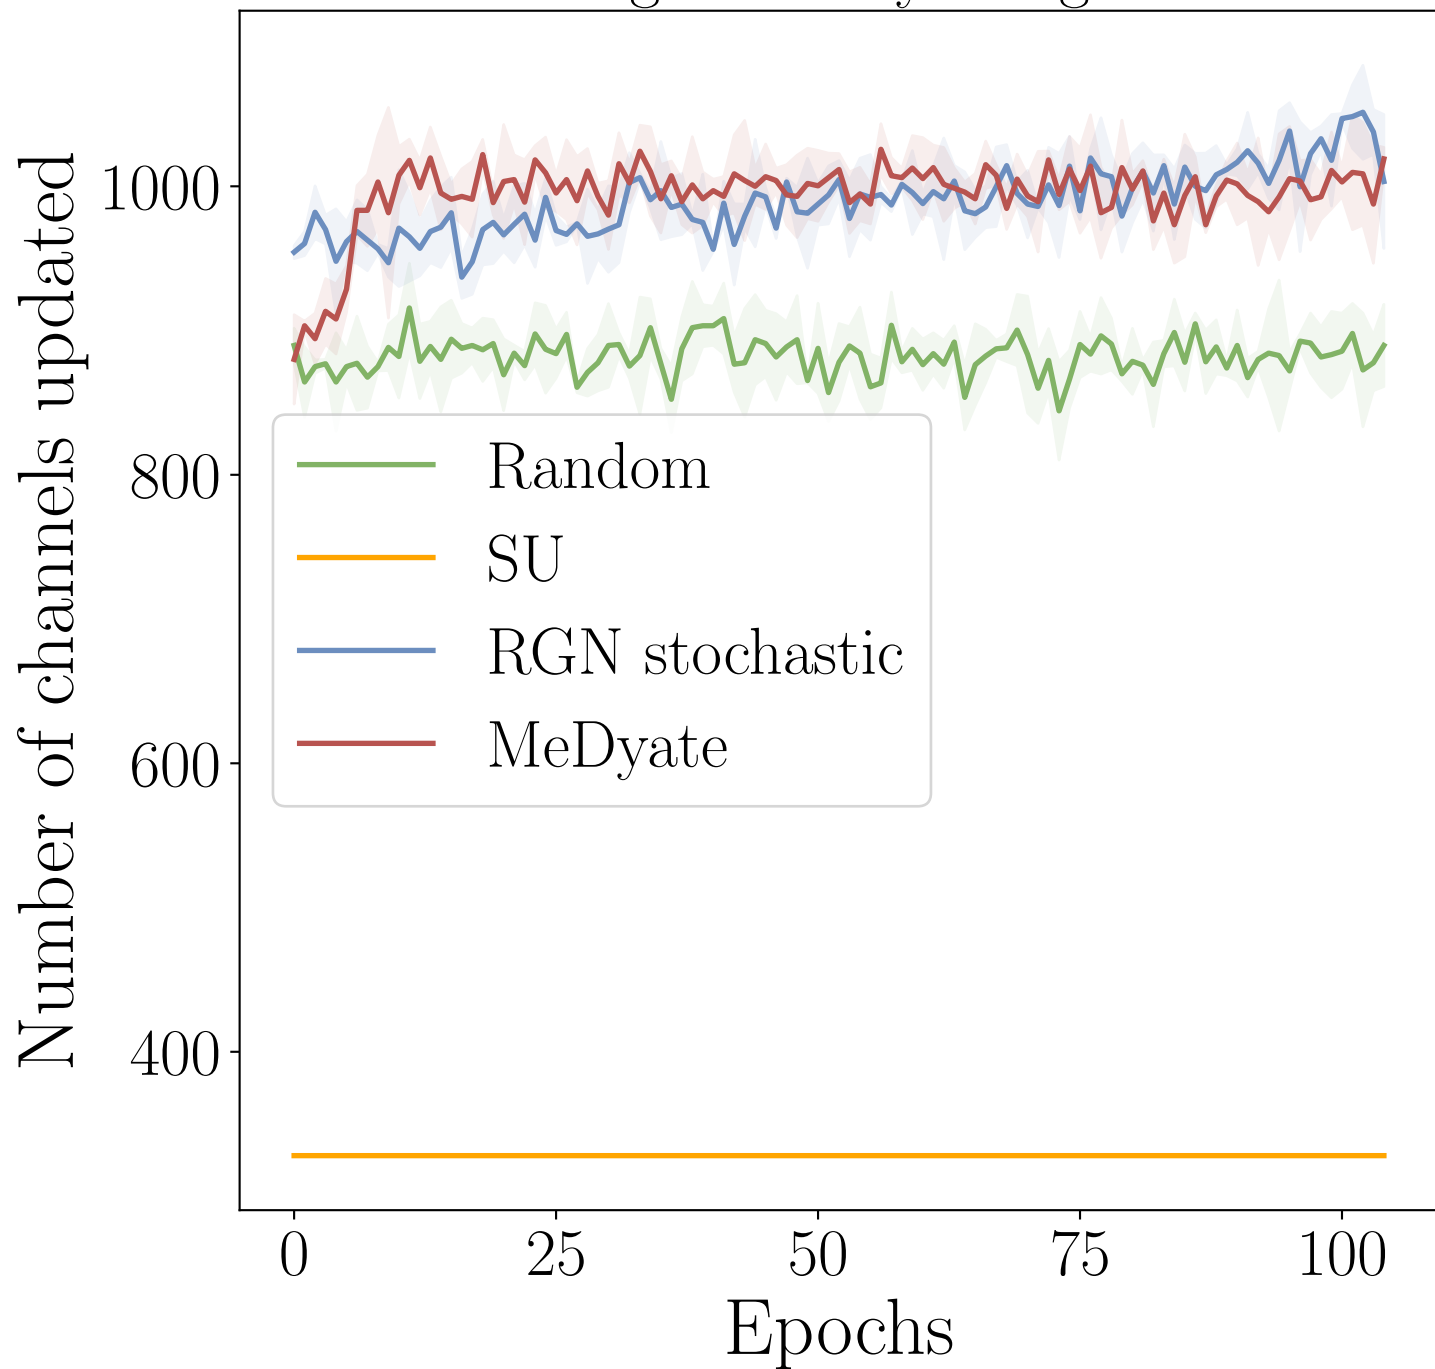 Number of channels updated
1000
800
600
400
Random
SU
RGN stochastic
MeDyate
0 25 50 75 100
Epochs